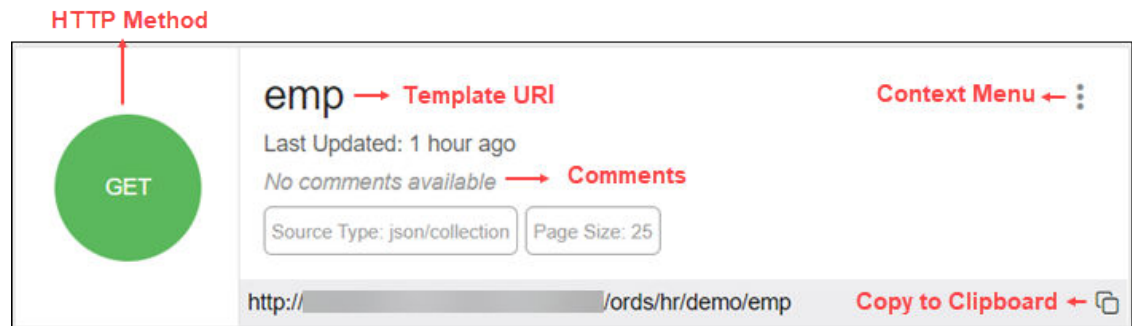 HTTP Method
emp Template URI
Context Menu
Last Updated: 1 hour ago
GET
No comments available Comments
Source Type: json/collection Page Size: 25
http:// /ords/hr/demo/emp Copy to Clipboard